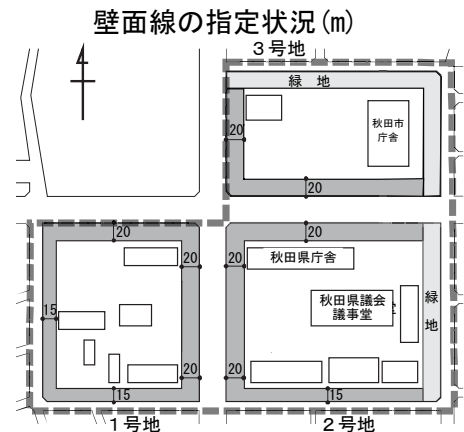 壁面線の指定状況(m)
3号地
緑 地
秋田市
庁舎
20
20
20
20
秋田県庁舎
20
20
15
秋田県議会
議事堂
緑
地
20
20
15
15
1号地
2号地